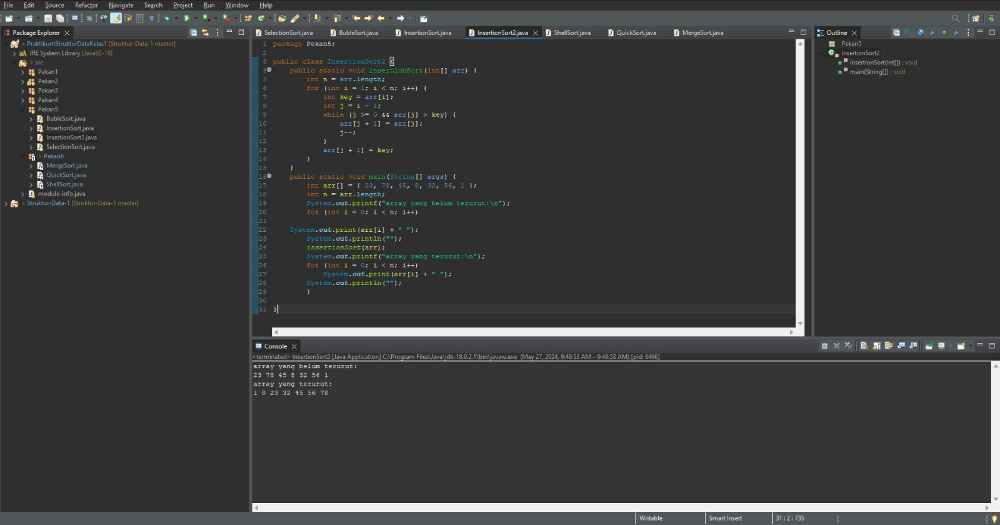 File Edit Source Refactor Navigate Search Project Run Window Help
Package Explorer
> PraktikumStrukturDataKelas1 [Struktur-Data-1 master]
JRE System Library [JavaSE-18]
> src
Pekan1
Pekan2
Pekan3
Pekan4
Pekan5
BubleSort.java
InsertionSort.java
InsertionSort2.java
SelectionSort.java
> Pekan6
MergeSort.java
QuickSort.java
ShellSort.java
module-info.java
> Struktur-Data-1 [Struktur-Data-1 master]
SelectionSort.java BubleSort.java InsertionSort.java InsertionSort2.java ShellSort.java QuickSort.java MergeSort.java
1 package Pekan5;
2
3 public class InsertionSort2 {
4 public static void insertionSort(int[] arr) {
5 int n = arr.length;
6 for (int i = 1; i < n; i++) {
7 int key = arr[i];
8 int j = i - 1;
9 while (j >= 0 && arr[j] > key) {
10 arr[j + 1] = arr[j];
11 j--;
12 }
13 arr[j + 1] = key;
14 }
15 }
16 public static void main(String[] args) {
17 int arr[] = { 23, 78, 45, 8, 32, 56, 1 };
18 int n = arr.length;
19 System.out.printf("array yang belum terurut:\n");
20 for (int i = 0; i < n; i++)
21
22 System.out.print(arr[i] + " ");
23 System.out.println("");
24 insertionSort(arr);
25 System.out.printf("array yang terurut:\n");
26 for (int i = 0; i < n; i++)
27 System.out.print(arr[i] + " ");
28 System.out.println("");
29 }
30
31 }
Outline
Pekan5
InsertionSort2
insertionSort(int[]) : void
main(String[]) : void
Console
<terminated> InsertionSort2 [Java Application] C:\Program Files\Java\jdk-18.0.2.1\bin\javaw.exe (May 27, 2024, 9:48:53 AM – 9:48:53 AM) [pid: 6496]
array yang belum terurut:
23 78 45 8 32 56 1
array yang terurut:
1 8 23 32 45 56 78
Writable Smart Insert 31 : 2 : 735